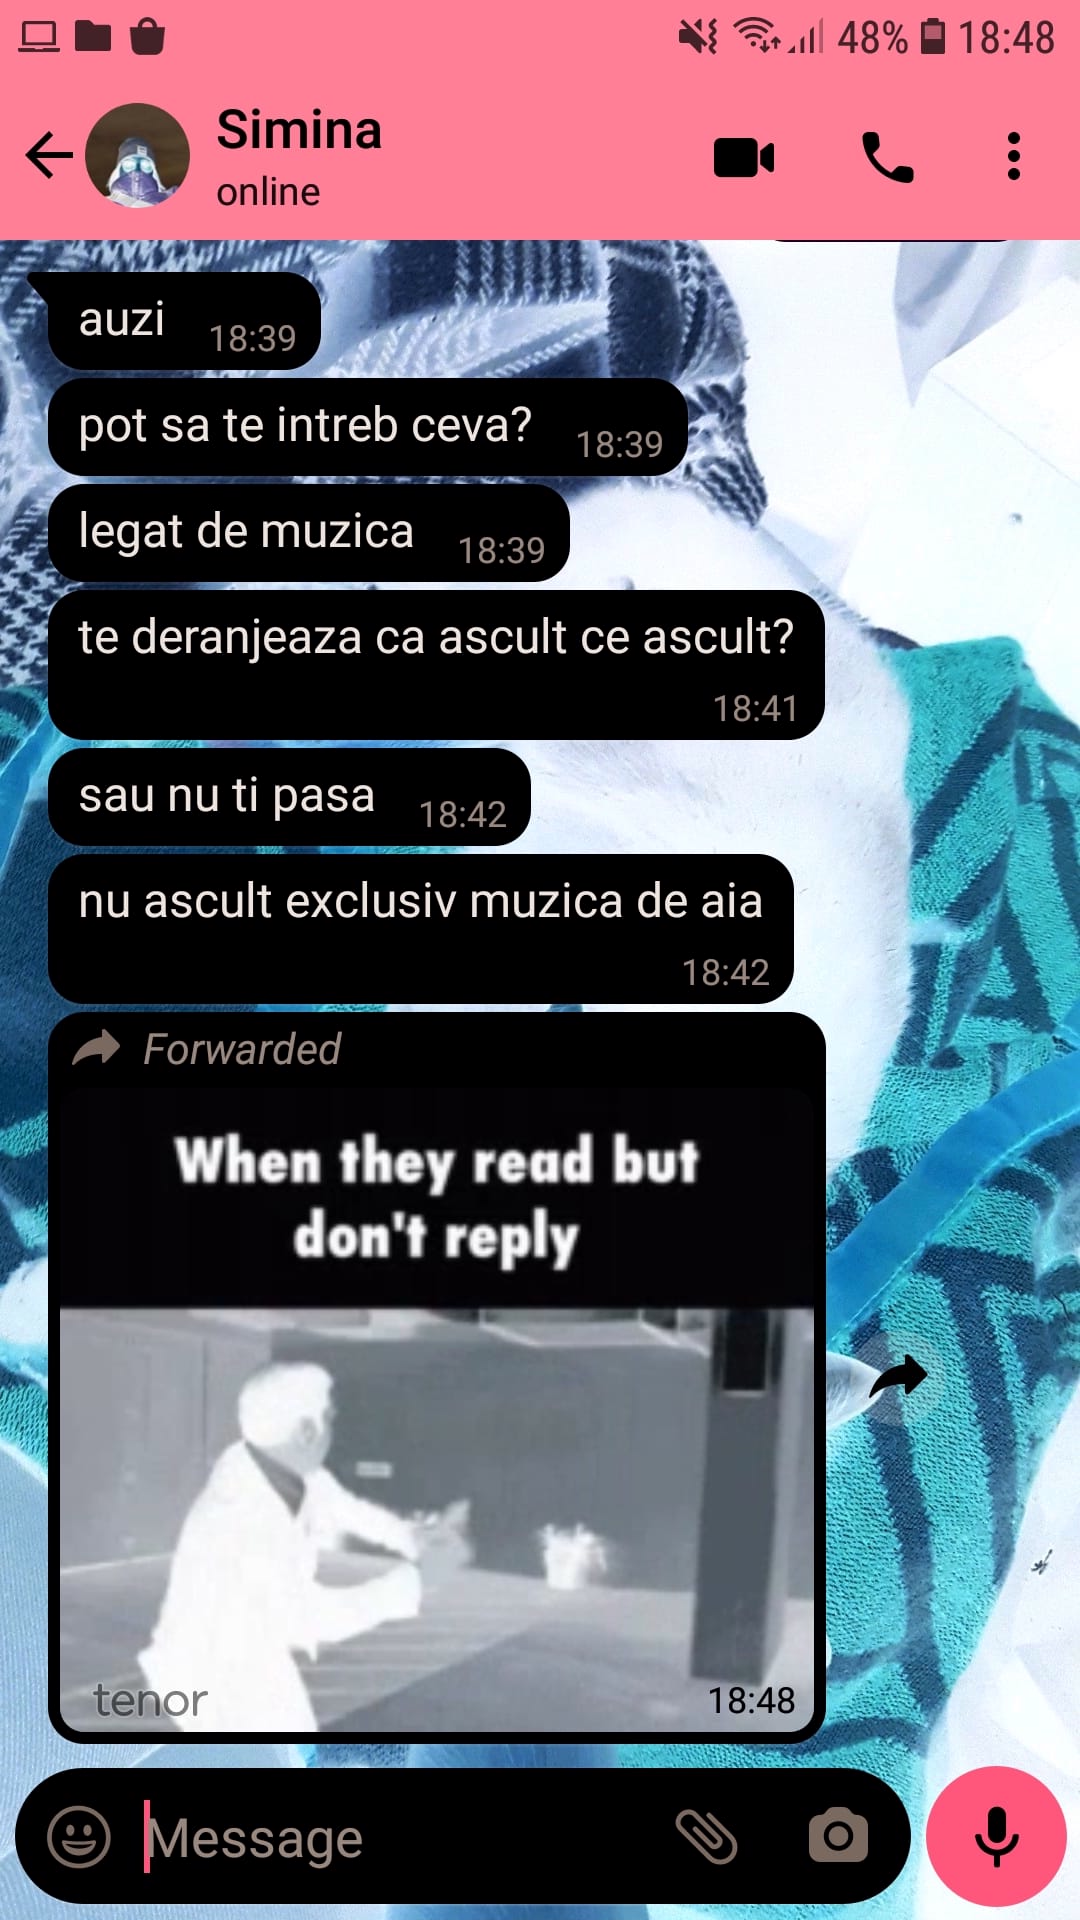 48% 18:48
Simina
online
auzi 18:39
pot sa te intreb ceva? 18:39
legat de muzica 18:39
te deranjeaza ca ascult ce ascult?
18:41
sau nu ti pasa 18:42
nu ascult exclusiv muzica de aia
18:42
Forwarded
When they read but
don't reply
tenor 18:48
Message